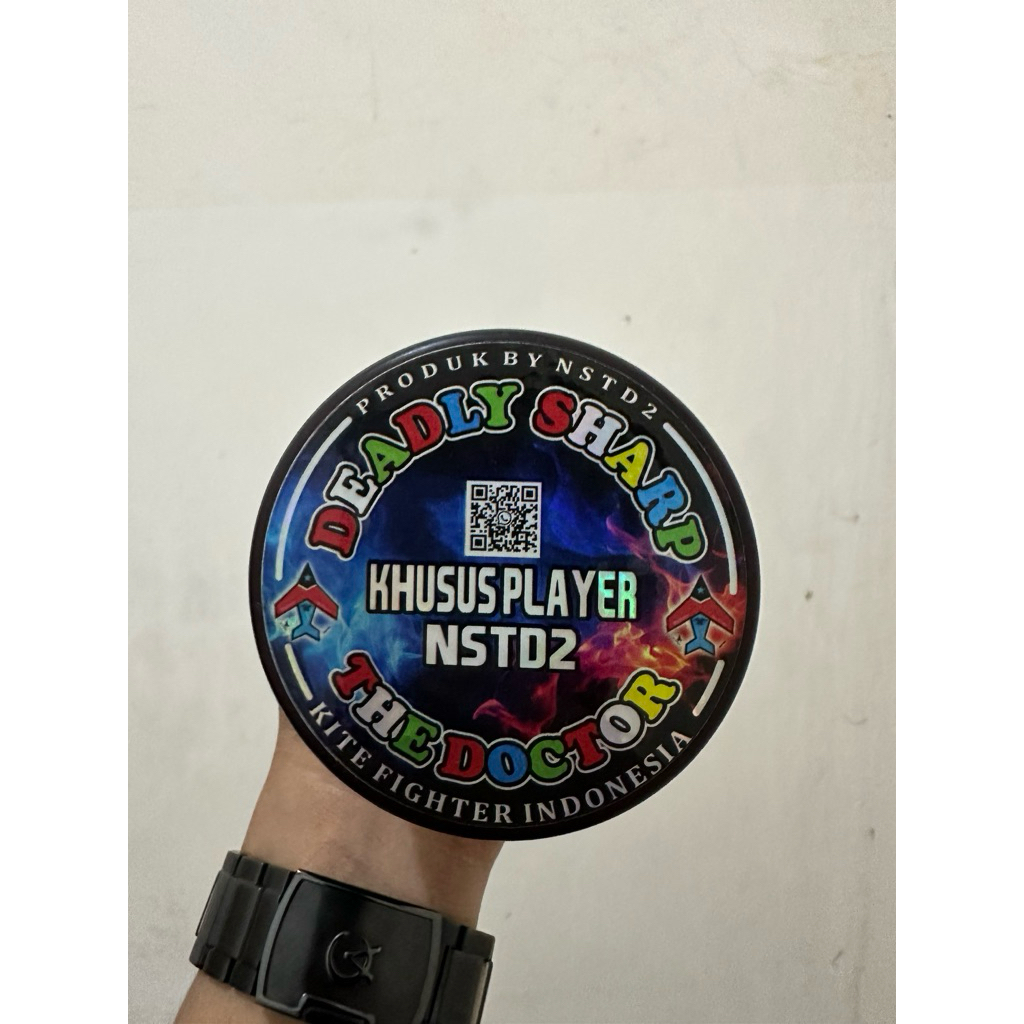 PRODUK BY NSTD2
DEADLY SHARP
KHUSUS PLAYER
NSTD2
THE DOCTOR
KITE FIGHTER INDONESIA